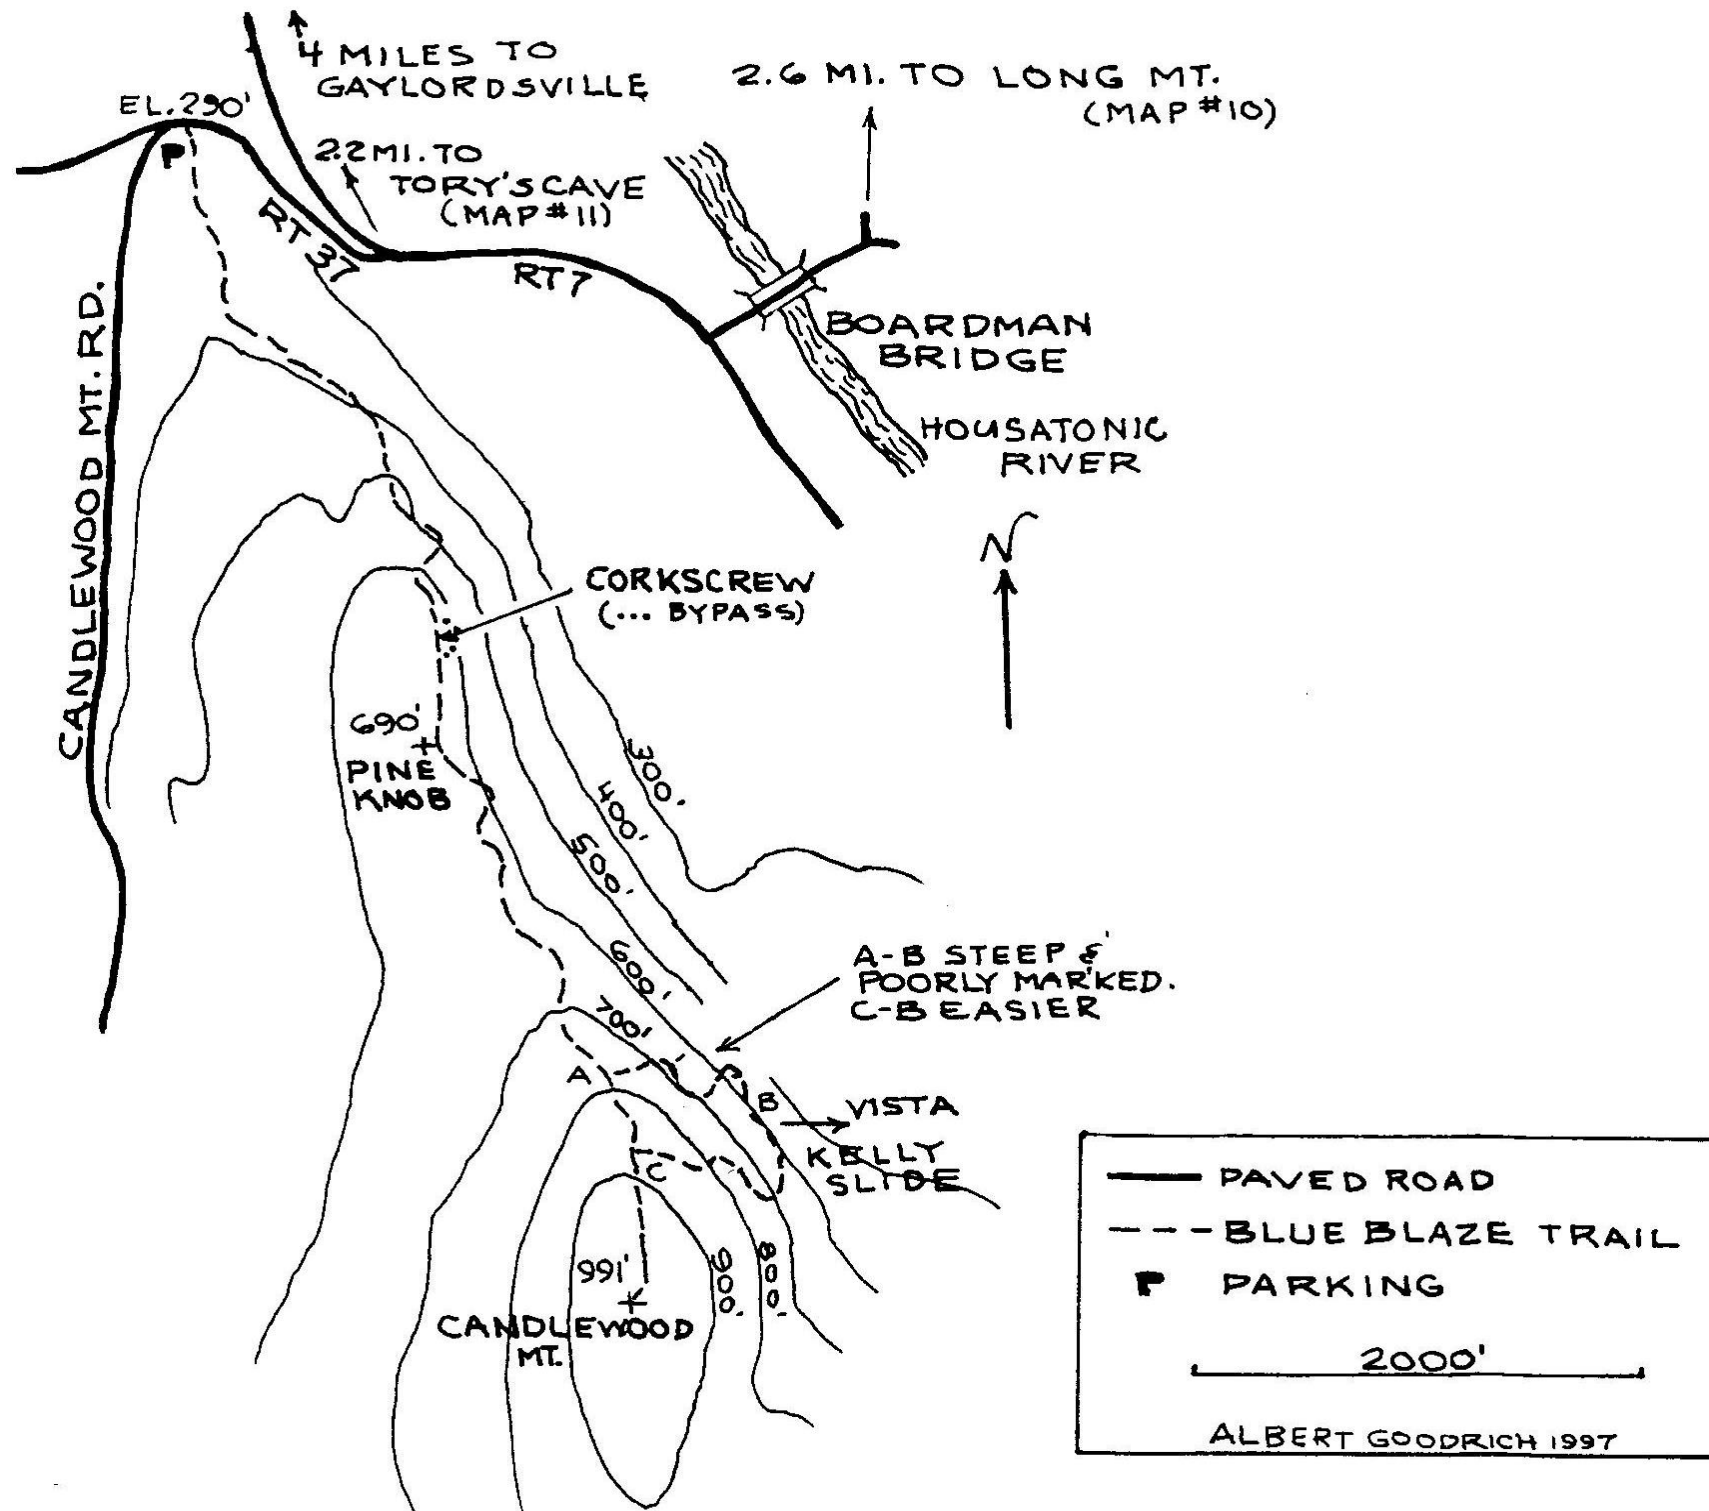 4 MILES TO
GAYLORDSVILLE
2.6 MI. TO LONG MT.
(MAP #10)
EL. 290'
P
2.2 MI. TO
TORY'S CAVE
(MAP #11)
RT 37
RT 7
BOARDMAN
BRIDGE
HOUSATONIC
RIVER
CANDLEWOOD MT. RD.
N
CORKSCREW
(... BYPASS)
690'
PINE
KNOB
300'
400'
500'
600'
700'
A-B STEEP &
POORLY MARKED.
C-B EASIER
A
B
VISTA
KELLY
SLIDE
C
991'
900'
800'
CANDLEWOOD
MT.
PAVED ROAD
BLUE BLAZE TRAIL
P PARKING
2000'
ALBERT GOODRICH 1997